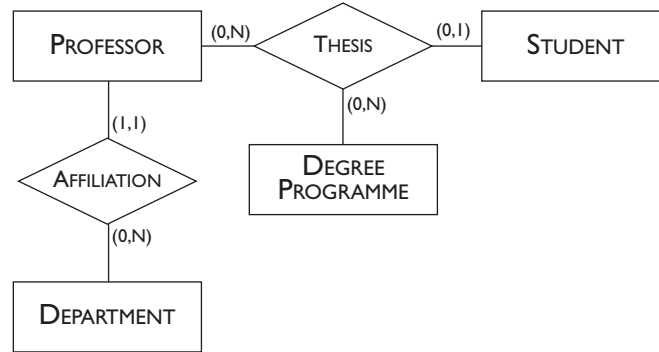 PROFESSOR (0,N) THESIS (0,1) STUDENT
(1,1) (0,N)
AFFILIATION DEGREE
PROGRAMME
(0,N)
DEPARTMENT